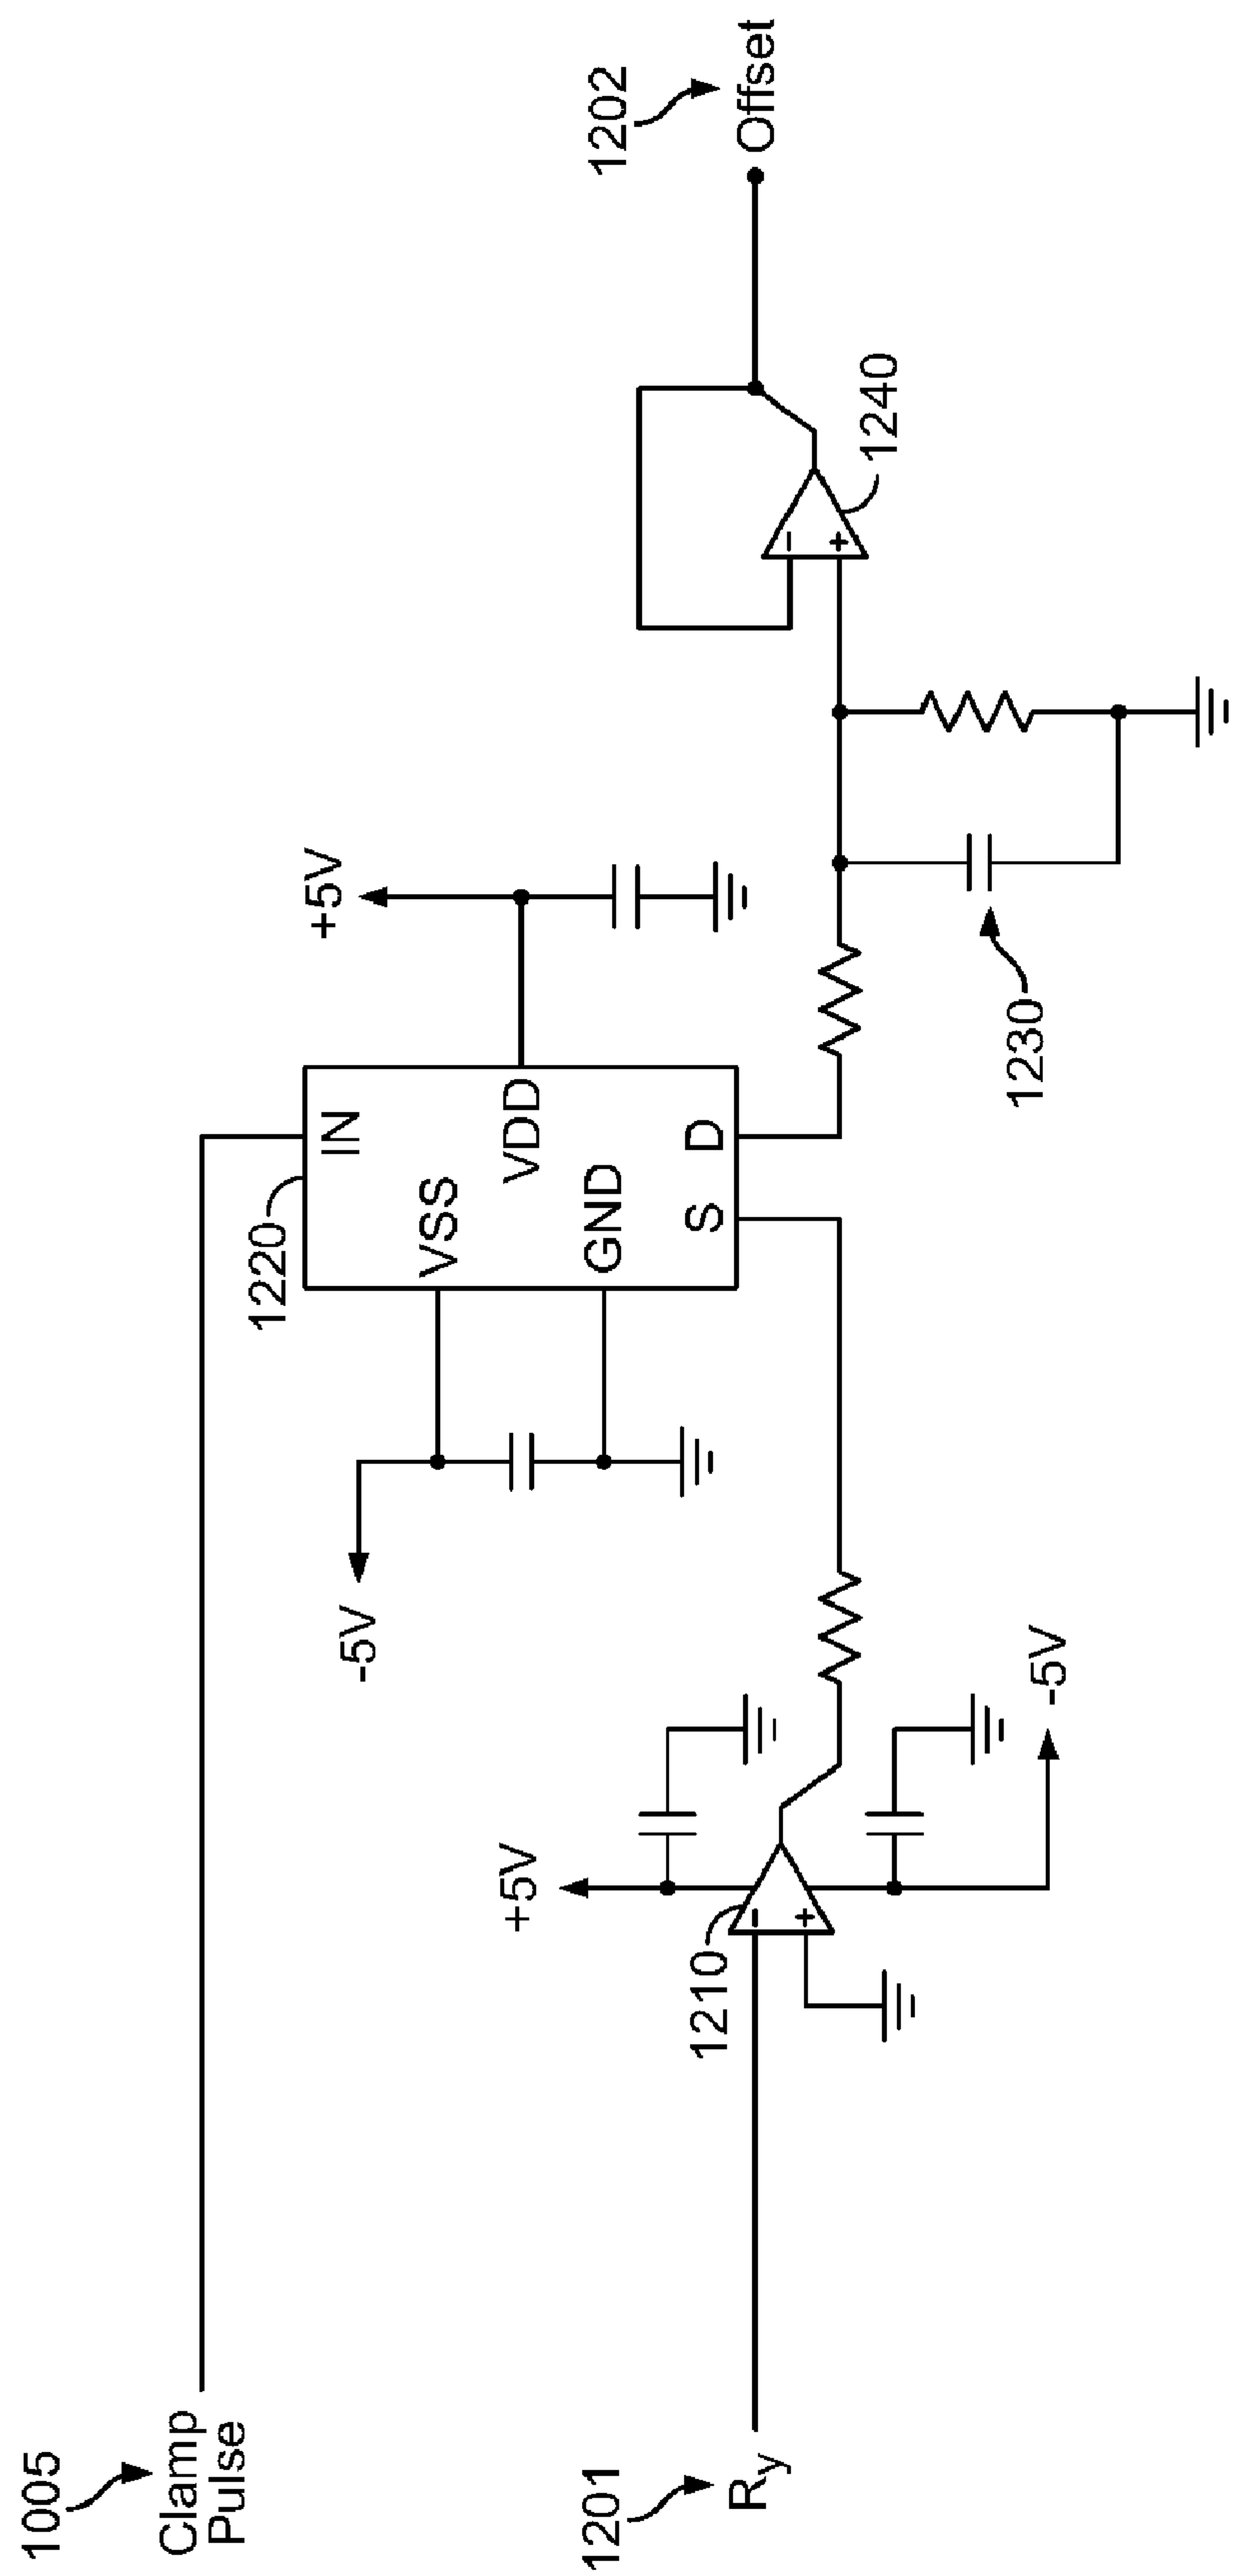 1005
Clamp
Pulse
1220
IN
VSS
VDD
GND
S
D
+5V
-5V
1201
Ry
1210
-
+
+5V
-5V
1230
-
+
1240
1202
Offset